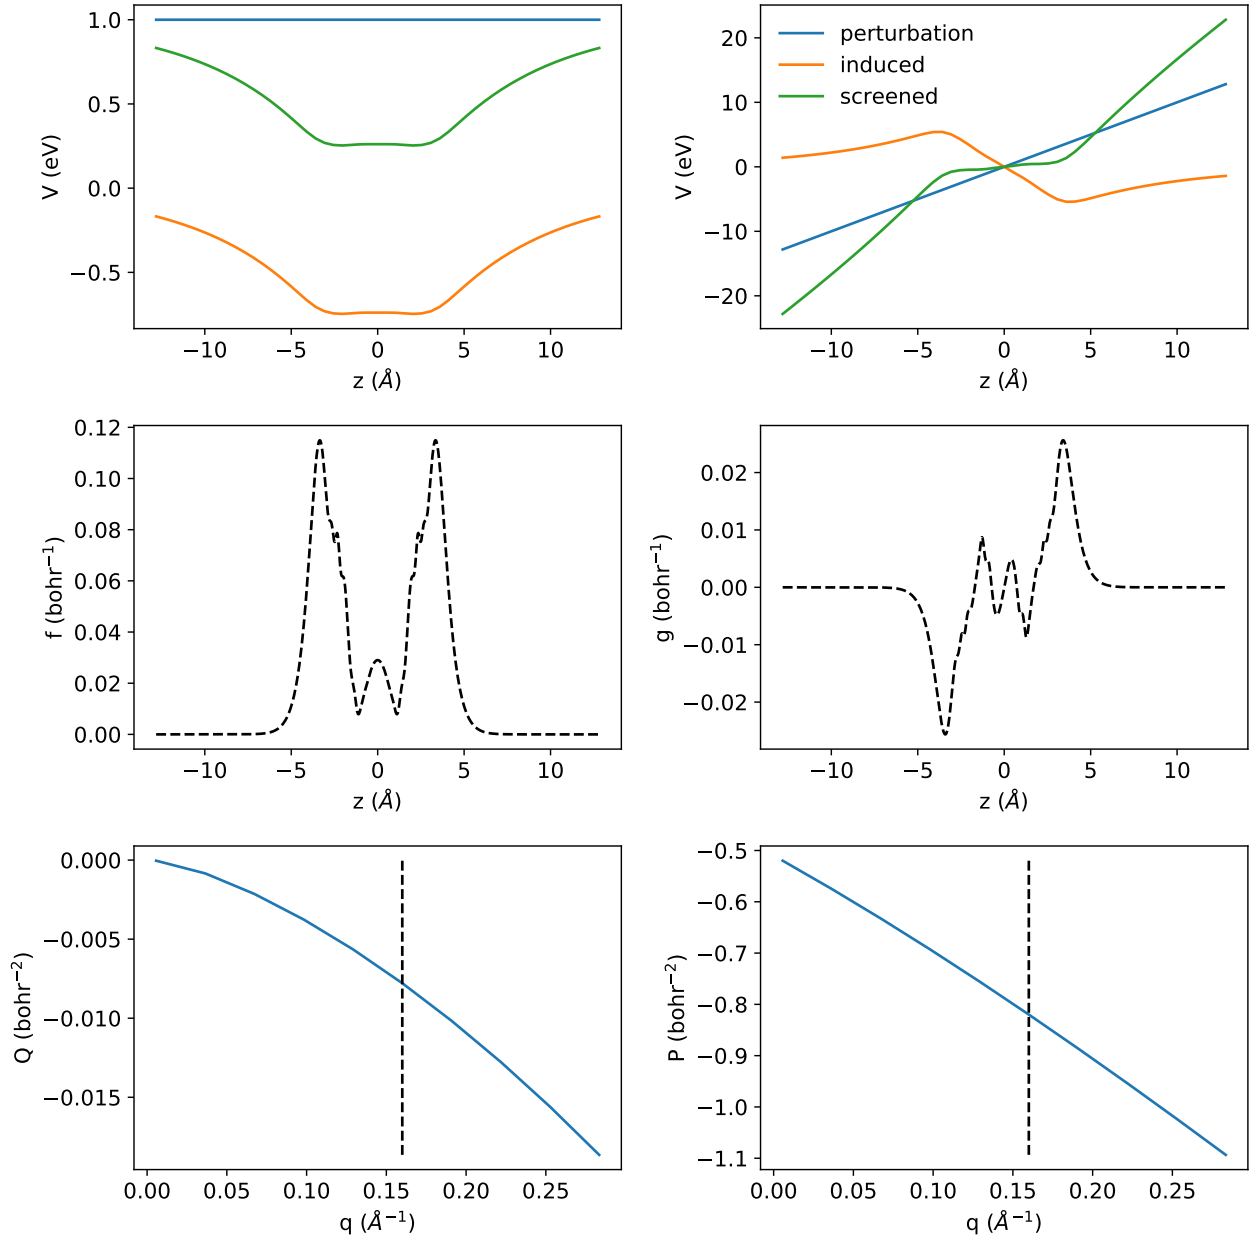 1.0
0.5
0.0
−0.5
V (eV)
−10 −5 0 5 10
z (Å)
20
10
0
−10
−20
V (eV)
perturbation
induced
screened
−10 −5 0 5 10
z (Å)
0.12
0.10
0.08
0.06
0.04
0.02
0.00
f (bohr⁻¹)
−10 −5 0 5 10
z (Å)
0.02
0.01
0.00
−0.01
−0.02
g (bohr⁻¹)
−10 −5 0 5 10
z (Å)
0.000
−0.005
−0.010
−0.015
Q (bohr⁻²)
0.00 0.05 0.10 0.15 0.20 0.25
q (Å⁻¹)
−0.5
−0.6
−0.7
−0.8
−0.9
−1.0
−1.1
P (bohr⁻²)
0.00 0.05 0.10 0.15 0.20 0.25
q (Å⁻¹)